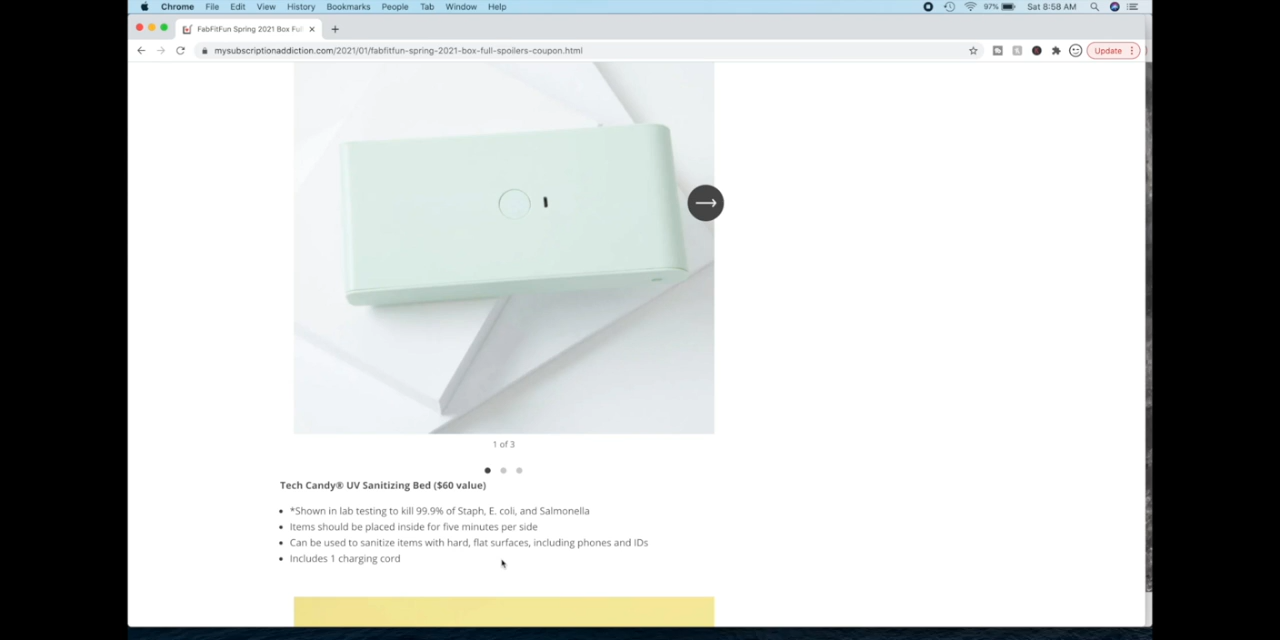 Chrome File Edit View History Bookmarks People Tab Window Help 97% Sat 8:58 AM
FabFitFun Spring 2021 Box Ful
mysubscriptionaddiction.com/2021/01/fabfitfun-spring-2021-box-full-spoilers-coupon.html Update
1 of 3
Tech Candy® UV Sanitizing Bed ($60 value)
*Shown in lab testing to kill 99.9% of Staph, E. coli, and Salmonella
Items should be placed inside for five minutes per side
Can be used to sanitize items with hard, flat surfaces, including phones and IDs
Includes 1 charging cord